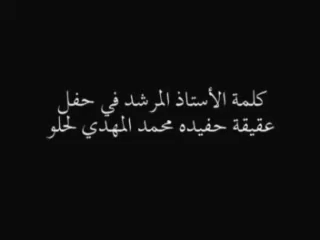 كلمة الأستاذ المرشد في حفل
عقيقة حفيده محمد المهدي لحلو